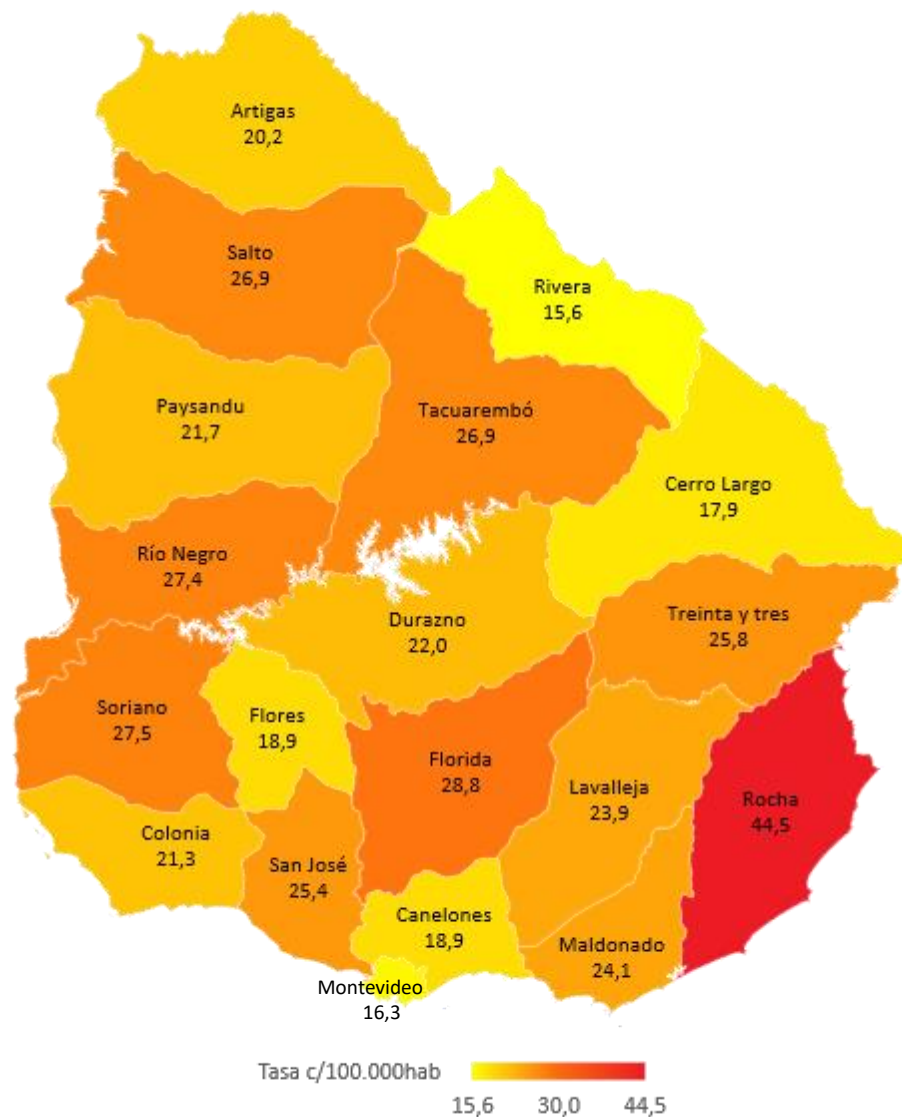 Artigas
20,2
Salto
26,9
Rivera
15,6
Paysandu
21,7
Tacuarembó
26,9
Cerro Largo
17,9
Río Negro
27,4
Durazno
22,0
Treinta y tres
25,8
Soriano
27,5
Flores
18,9
Florida
28,8
Lavalleja
23,9
Rocha
44,5
Colonia
21,3
San José
25,4
Canelones
18,9
Maldonado
24,1
Montevideo
16,3
Tasa c/100.000hab
15,6 30,0 44,5